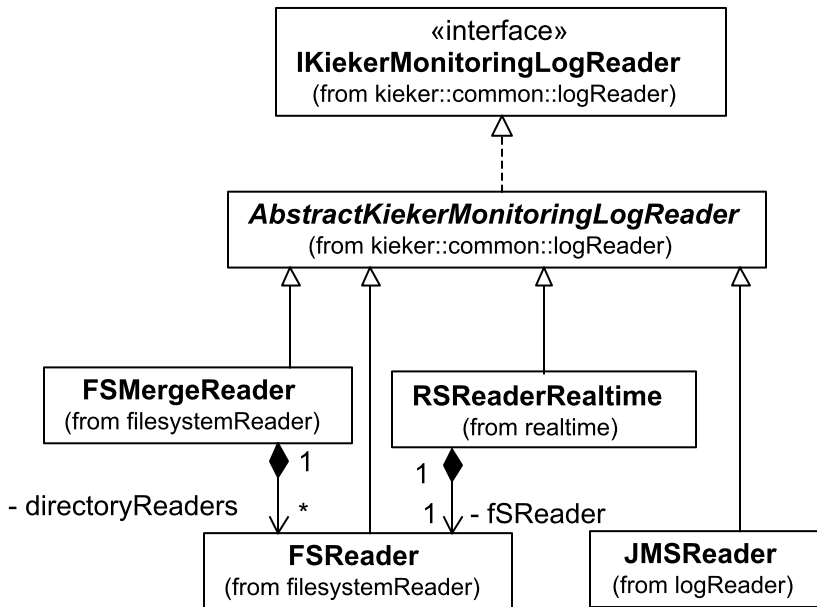 «interface»
IKiekerMonitoringLogReader
(from kieker::common::logReader)
AbstractKiekerMonitoringLogReader
(from kieker::common::logReader)
FSMergeReader
(from filesystemReader)
RSReaderRealtime
(from realtime)
1
1
- directoryReaders
*
1
- fSReader
FSReader
(from filesystemReader)
JMSReader
(from logReader)